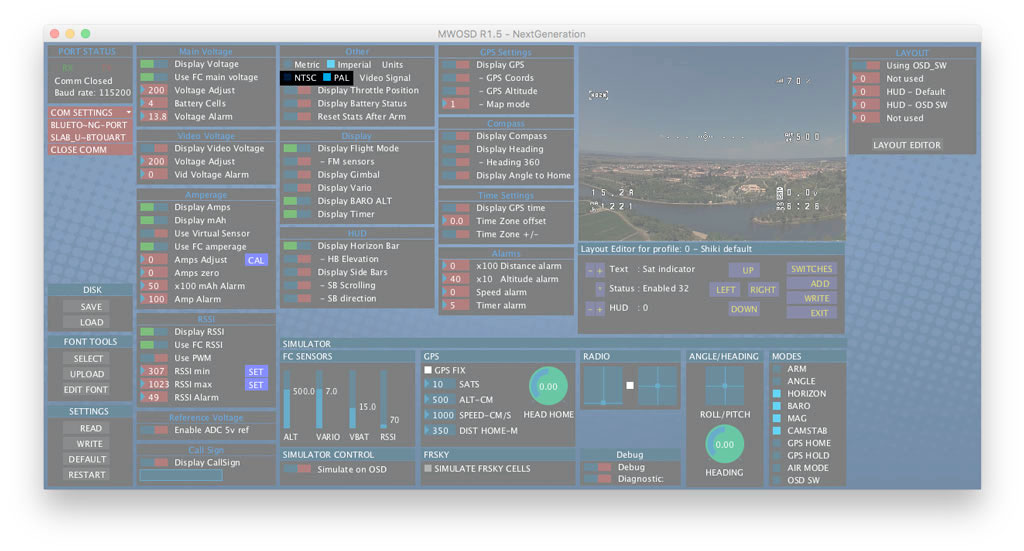 MWOSD R1.5 - NextGeneration
PORT STATUS
RX
Comm Closed
Baud rate: 115200
COM SETTINGS
BLUETO-NG-PORT
SLAB_U-BTOUART
CLOSE COMM
DISK
SAVE
LOAD
FONT TOOLS
SELECT
UPLOAD
EDIT FONT
SETTINGS
READ
WRITE
DEFAULT
RESTART
Main Voltage
Display Voltage
Use FC main voltage
200 Voltage Adjust
4 Battery Cells
13.8 Voltage Alarm
Video Voltage
Display Video Voltage
200 Voltage Adjust
0 Vid Voltage Alarm
Amperage
Display Amps
Display mAh
Use Virtual Sensor
Use FC amperage
0 Amps Adjust CAL
0 Amps zero
50 x100 mAh Alarm
100 Amp Alarm
RSSI
Display RSSI
Use FC RSSI
Use PWM
307 RSSI min SET
1023 RSSI max SET
49 RSSI Alarm
Reference Voltage
Enable ADC 5v ref
Call Sign
Display CallSign
Other
Metric Imperial Units
NTSC PAL Video Signal
Display Throttle Position
Display Battery Status
Reset Stats After Arm
Display
Display Flight Mode
- FM sensors
Display Gimbal
Display Vario
Display BARO ALT
Display Timer
HUD
Display Horizon Bar
- HB Elevation
Display Side Bars
- SB Scrolling
- SB direction
GPS Settings
Display GPS
- GPS Coords
- GPS Altitude
1 - Map mode
Compass
Display Compass
Display Heading
- Heading 360
Display Angle to Home
Time Settings
Display GPS time
0.0 Time Zone offset
Time Zone +/-
Alarms
0 x100 Distance alarm
40 x10 Altitude alarm
0 Speed alarm
5 Timer alarm
70
500
15.2A
0.0v
1221
6:26
Layout Editor for profile: 0 - Shiki default
- + Text : Sat indicator UP SWITCHES
+ Status : Enabled 32 LEFT RIGHT ADD
WRITE
- + HUD : 0 DOWN EXIT
LAYOUT
Using OSD_SW
0 Not used
0 HUD - Default
0 HUD - OSD SW
0 Not used
LAYOUT EDITOR
SIMULATOR
FC SENSORS
500.0 7.0
15.0
70
ALT VARIO VBAT RSSI
SIMULATOR CONTROL
Simulate on OSD
GPS
GPS FIX
10 SATS
500 ALT-CM
1000 SPEED-CM/S
350 DIST HOME-M
0.00
HEAD HOME
FRSKY
SIMULATE FRSKY CELLS
RADIO
Debug
Debug
Diagnostic:
ANGLE/HEADING
ROLL/PITCH
0.00
HEADING
MODES
ARM
ANGLE
HORIZON
BARO
MAG
CAMSTAB
GPS HOME
GPS HOLD
AIR MODE
OSD SW